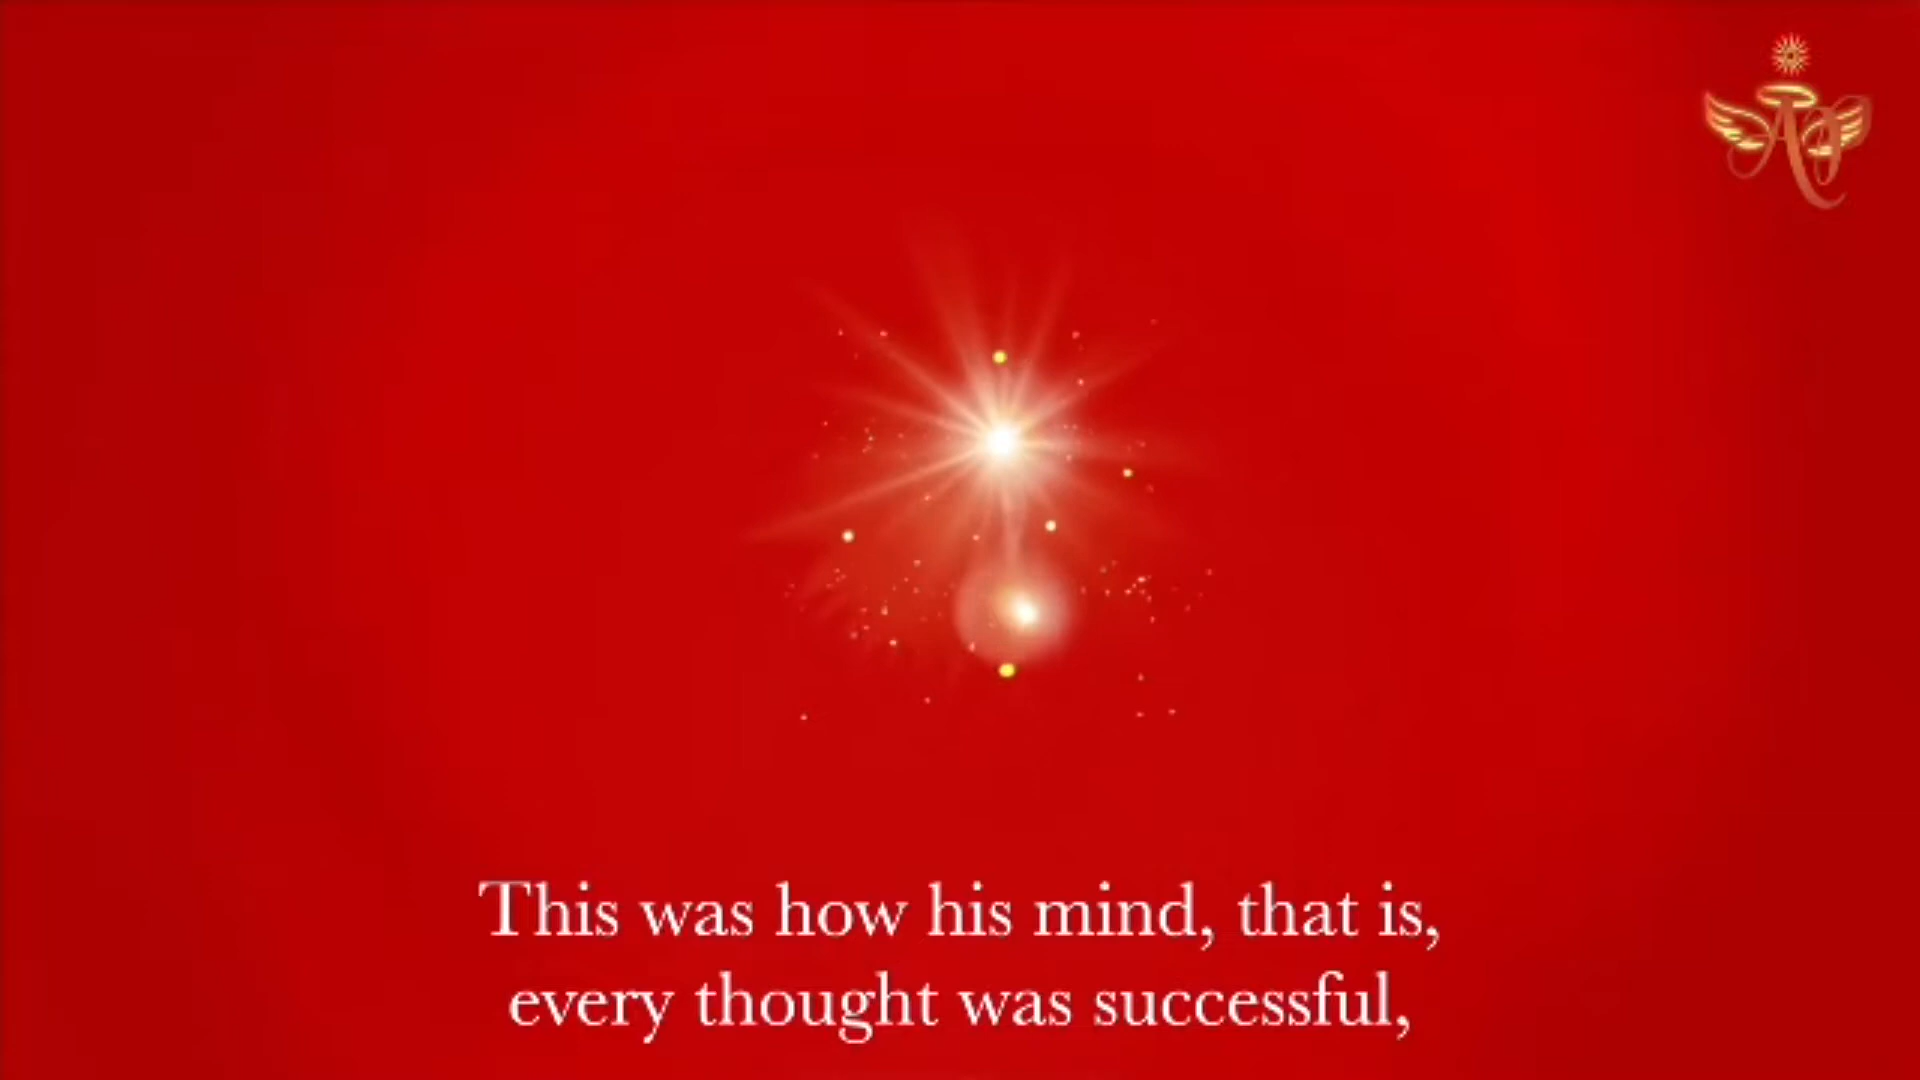 This was how his mind, that is,
every thought was successful,